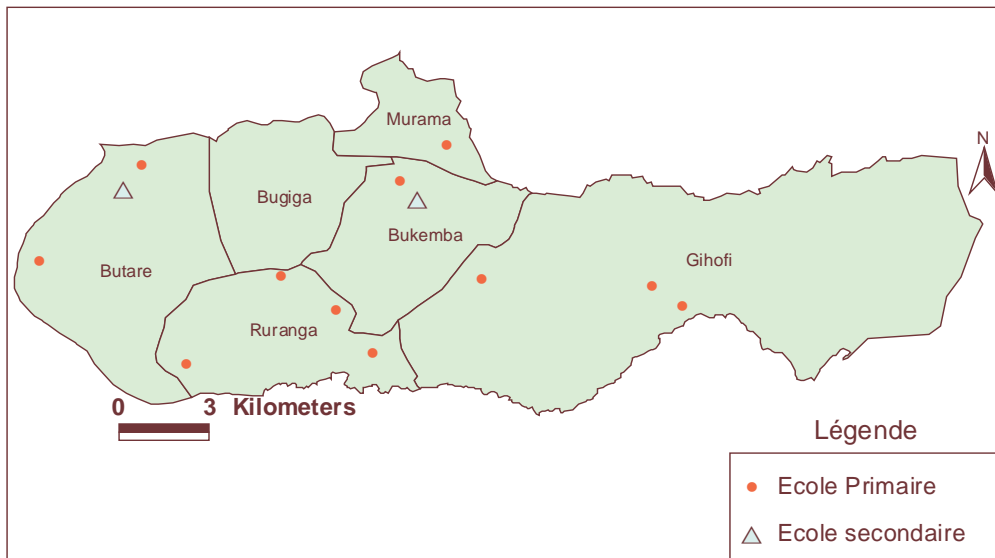 Murama
N
Bugiga
Bukemba
Butare
Gihofi
Ruranga
0 3 Kilometers
Légende
Ecole Primaire
Ecole secondaire